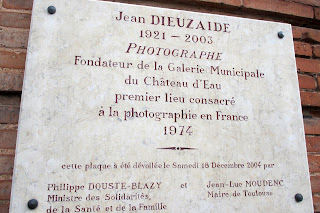 Jean DIEUZAIDE
1921 - 2003
PHOTOGRAPHE
Fondateur de la Galerie Municipale
du Château d'Eau
premier lieu consacré
à la photographie en France
1974
cette plaque à été dévoilée le Samedi 18 Décembre 2004 par
Philippe DOUSTE-BLAZY et Jean-Luc MOUDENC
Ministre des Solidarités, Maire de Toulouse
de la Santé et de la Famille